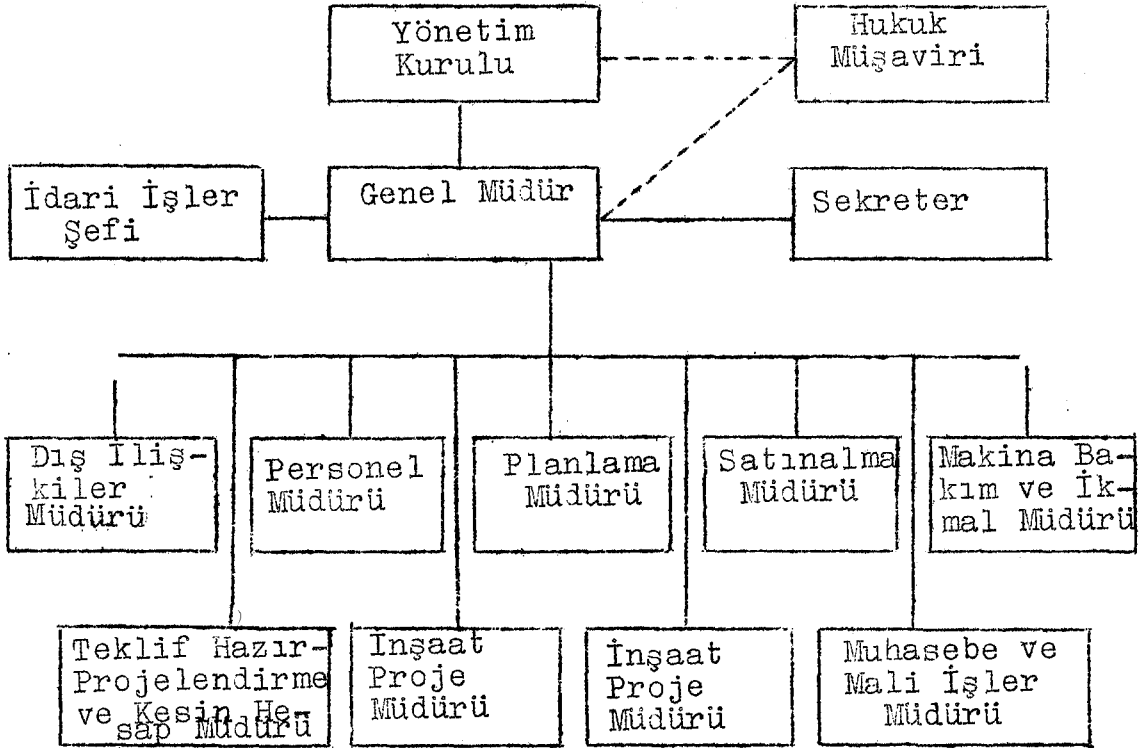 Yönetim
Kurulu
Hukuk
Müşaviri
İdari İşler
Şefi
Genel Müdür
Sekreter
Dış İliş-
kiler
Müdürü
Personel
Müdürü
Planlama
Müdürü
Satınalma
Müdürü
Makina Ba-
kım ve İk-
mal Müdürü
Teklif Hazır-
Projelendirme
ve Kesin He-
sap Müdürü
İnşaat
Proje
Müdürü
İnşaat
Proje
Müdürü
Muhasebe ve
Mali İşler
Müdürü